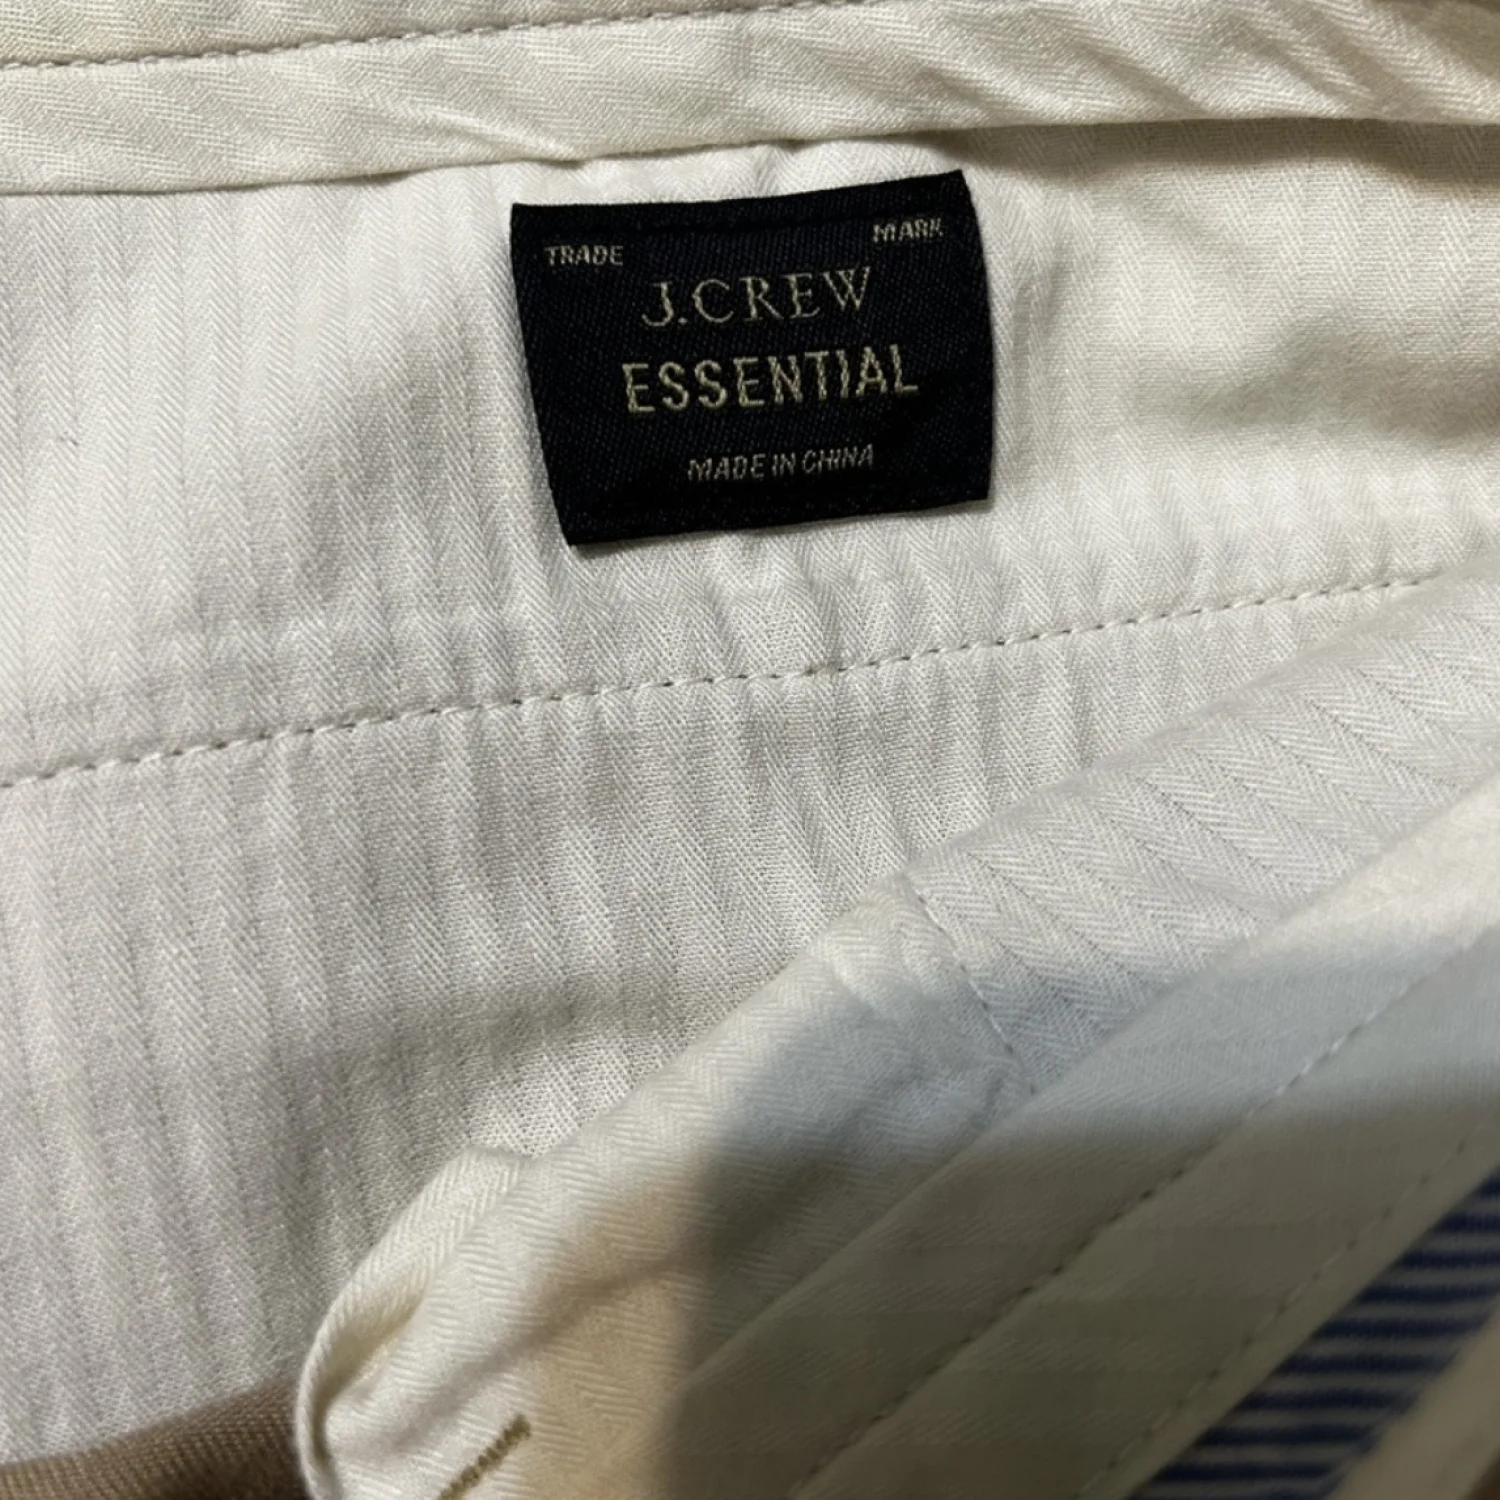 TRADE MARK
J.CREW
ESSENTIAL
MADE IN CHINA